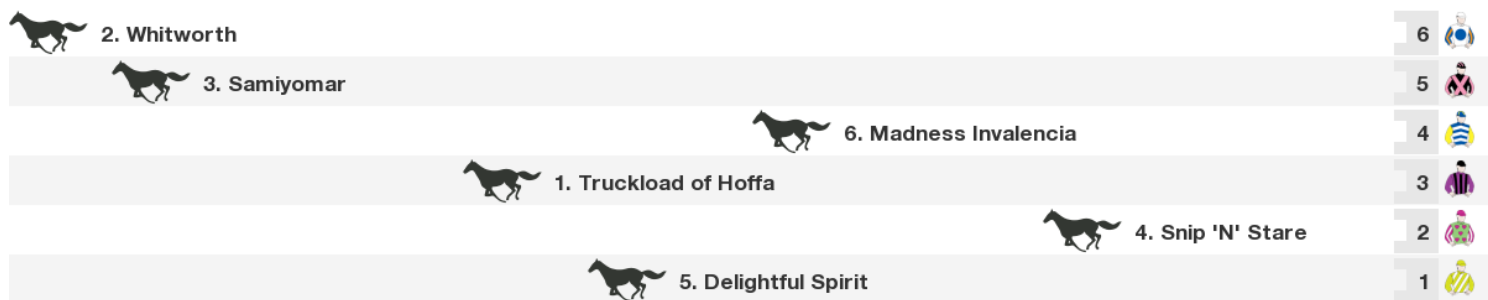 2. Whitworth 6
3. Samiyomar 5
6. Madness Invalencia 4
1. Truckload of Hoffa 3
4. Snip 'N' Stare 2
5. Delightful Spirit 1